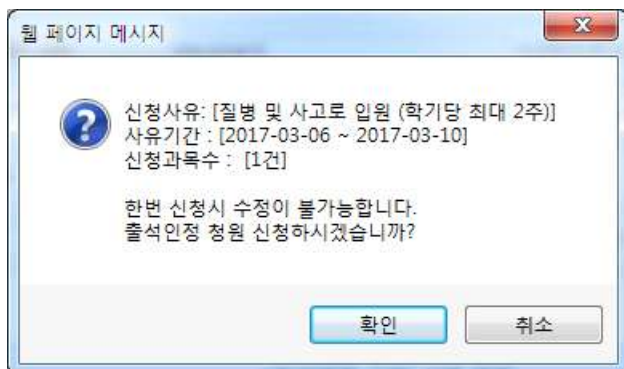 웹 페이지 메시지
신청사유: [질병 및 사고로 입원 (학기당 최대 2주)]
사유기간 : [2017-03-06 ~ 2017-03-10]
신청과목수 :  [1건]
한번 신청시 수정이 불가능합니다.
출석인정 청원 신청하시겠습니까?
확인
취소